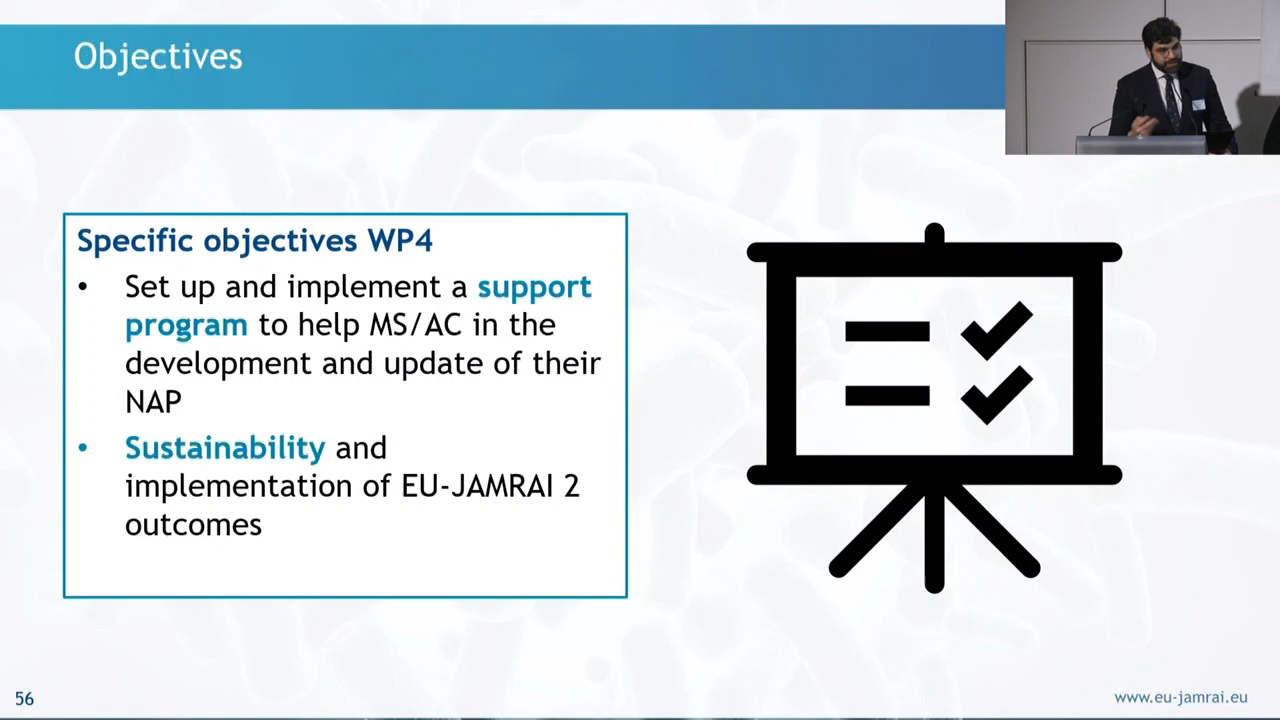 Objectives
Specific objectives WP4
• Set up and implement a support
program to help MS/AC in the
development and update of their
NAP
• Sustainability and
implementation of EU-JAMRAI 2
outcomes
56
www.eu-jamrai.eu